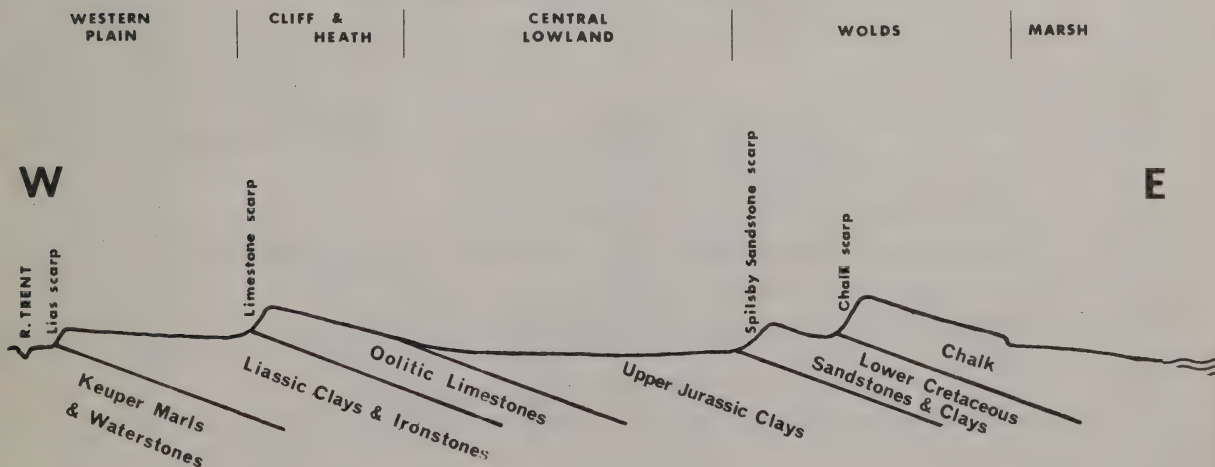 WESTERN
PLAIN
CLIFF &
HEATH
CENTRAL
LOWLAND
WOLDS
MARSH
W
E
R. TRENT
Lias scarp
Limestone scarp
Spilsby Sandstone scarp
Chalk scarp
Keuper Marls
& Waterstones
Liassic Clays & Ironstones
Oolitic Limestones
Upper Jurassic Clays
Lower Cretaceous
Sandstones & Clays
Chalk